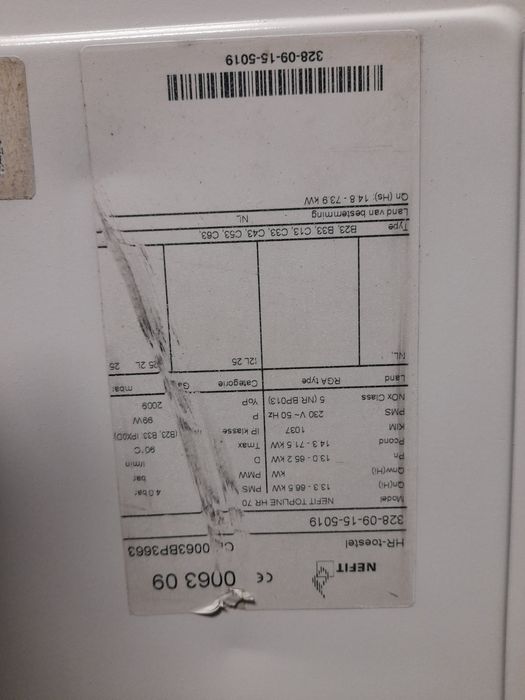 NEFIT
CE 0063 09
HR-toestel 0063BP3663
328-09-15-5019
Model NEFIT TOPLINE HR 70
Qn(Hi) 13.3 - 66.5 kW PMS 4.0 bar
Qnw(Hi) kW PMW bar
Pn 13.0 - 65.2 kW D l/min
Pcond 14.3 - 71.5 kW Tmax 90°C
KIM 1037 IP klasse (B23, B33: IPX0D)
PMS 230 V~ 50 Hz P 99W
NOx Class 5 (NR BP013) YoP 2009
Land RGA type Categorie mbar
NL. I2L 25 2L 25
Type B23, B33, C13, C33, C43, C53, C63,
Land van bestemming NL
Qn (Hs): 14.8 - 73.9 kW
328-09-15-5019